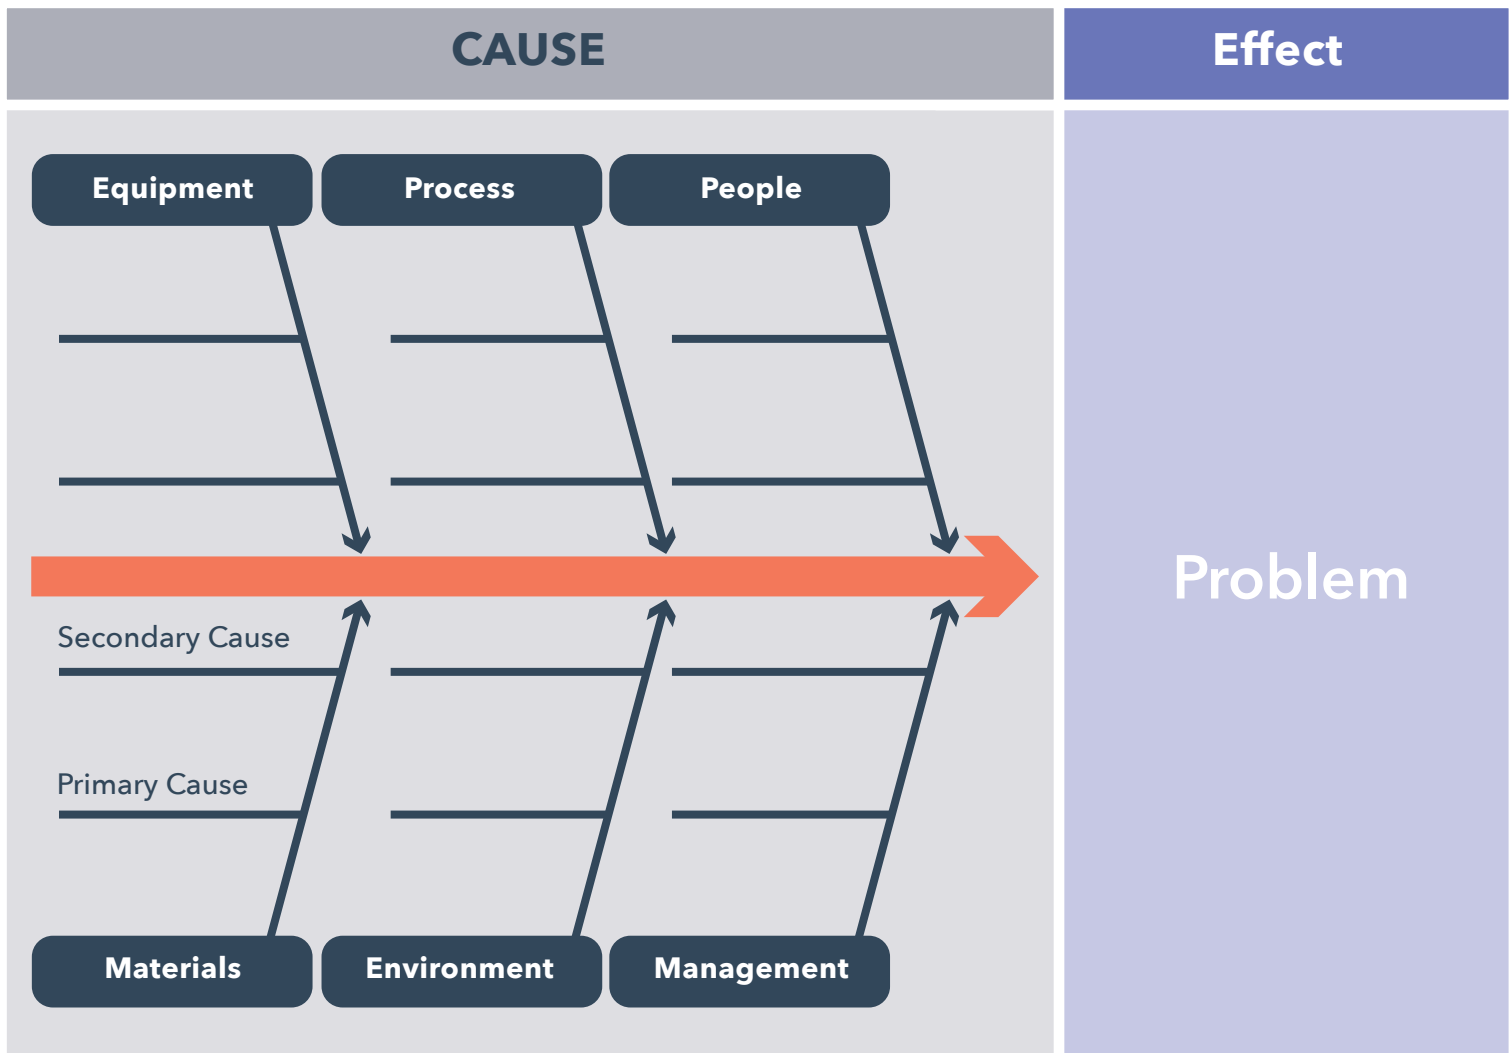 CAUSE
Effect
Equipment
Process
People
Problem
Secondary Cause
Primary Cause
Materials
Environment
Management